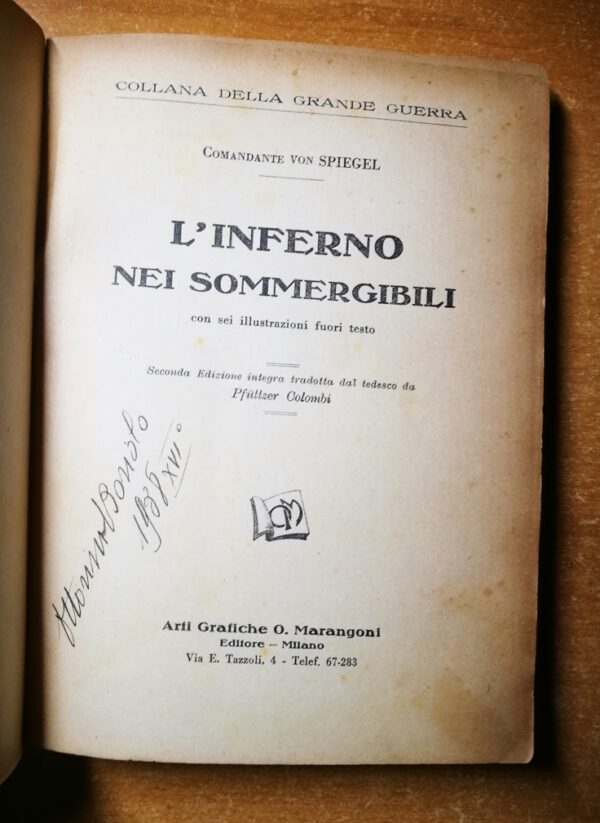 COLLANA DELLA GRANDE GUERRA
COMANDANTE VON SPIEGEL
L'INFERNO
NEI SOMMERGIBILI
con sei illustrazioni fuori testo
Seconda Edizione integra tradotta dal tedesco da
Pfüttzer Colombi
1938 XVI°
Arti Grafiche O. Marangoni
Editore - Milano
Via E. Tazzoli, 4 - Telef. 67-283